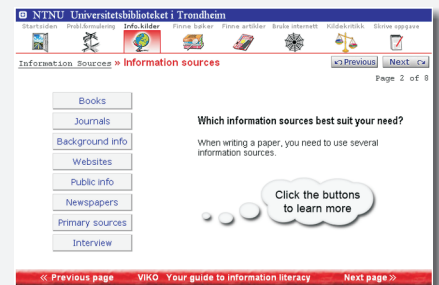 NTNU Universitetsbiblioteket i Trondheim
Startsiden Probl.formulering Info.kilder Finne bøker Finne artikler Bruke internett Kildekritikk Skrive oppgave
Information Sources » Information sources Previous Next
Page 2 of 8
Books
Journals
Background info
Websites
Public info
Newspapers
Primary sources
Interview
Which information sources best suit your need?
When writing a paper, you need to use several
information sources.
Click the buttons
to learn more
« Previous page VIKO Your guide to information literacy Next page »